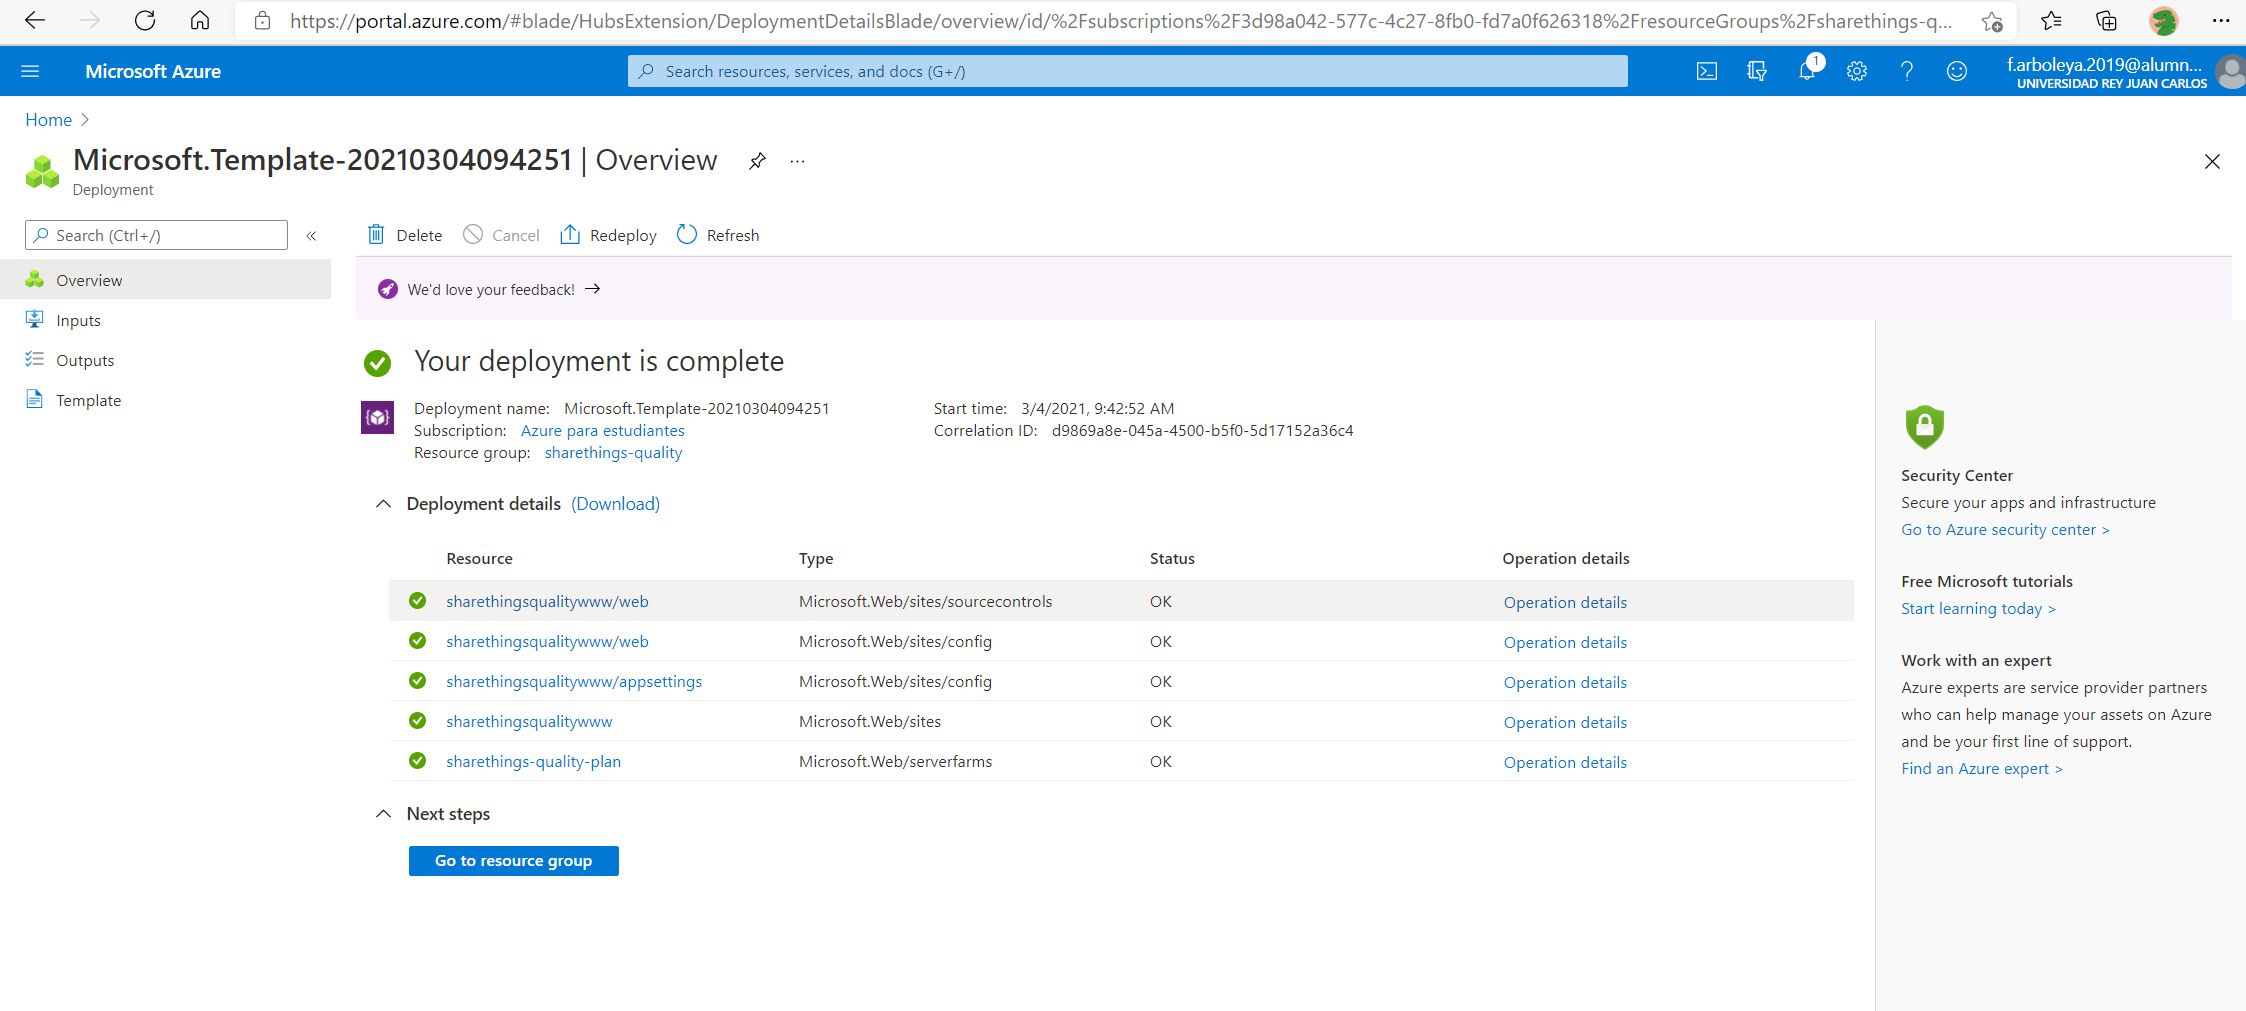 https://portal.azure.com/#blade/HubsExtension/DeploymentDetailsBlade/overview/id/%2Fsubscriptions%2F3d98a042-577c-4c27-8fb0-fd7a0f626318%2FresourceGroups%2Fsharethings-q...
Microsoft Azure
Search resources, services, and docs (G+/)
1
f.arboleya.2019@alumn...
UNIVERSIDAD REY JUAN CARLOS
Home
Microsoft.Template-20210304094251 | Overview
Deployment
Search (Ctrl+/)
Overview
Inputs
Outputs
Template
Delete
Cancel
Redeploy
Refresh
We'd love your feedback! →
Your deployment is complete
Deployment name: Microsoft.Template-20210304094251
Subscription: Azure para estudiantes
Resource group: sharethings-quality
Start time: 3/4/2021, 9:42:52 AM
Correlation ID: d9869a8e-045a-4500-b5f0-5d17152a36c4
Deployment details (Download)
Resource Type Status Operation details
sharethingsqualitywww/web Microsoft.Web/sites/sourcecontrols OK Operation details
sharethingsqualitywww/web Microsoft.Web/sites/config OK Operation details
sharethingsqualitywww/appsettings Microsoft.Web/sites/config OK Operation details
sharethingsqualitywww Microsoft.Web/sites OK Operation details
sharethings-quality-plan Microsoft.Web/serverfarms OK Operation details
Next steps
Go to resource group
Security Center
Secure your apps and infrastructure
Go to Azure security center >
Free Microsoft tutorials
Start learning today >
Work with an expert
Azure experts are service provider partners
who can help manage your assets on Azure
and be your first line of support.
Find an Azure expert >